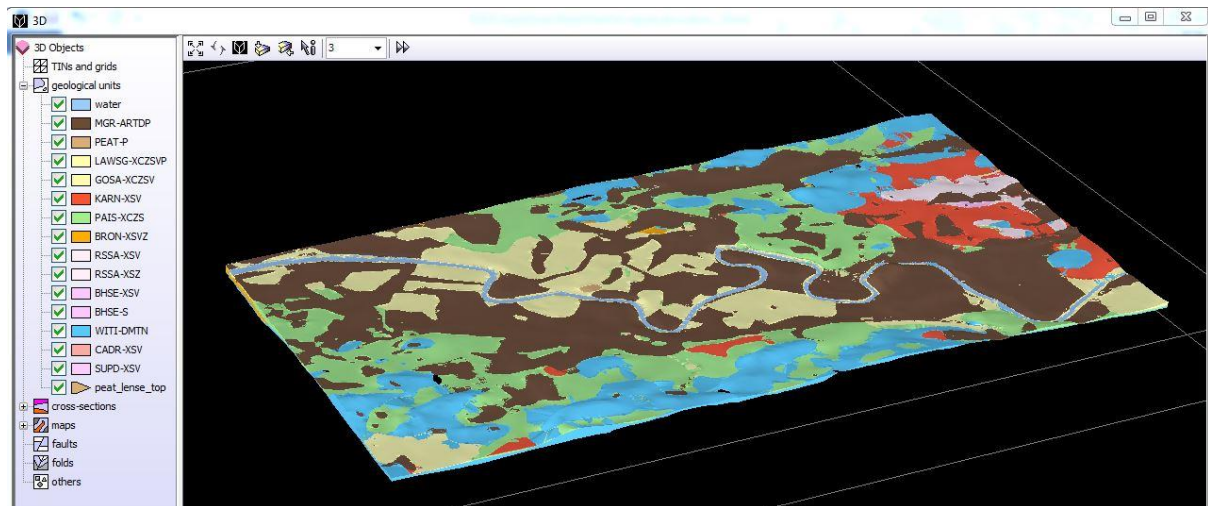 3D
3D Objects
3
TINs and grids
geological units
water
MGR-ARTDP
PEAT-P
LAWSG-XCZSVP
GOSA-XCZSV
KARN-XSV
PAIS-XCZS
BRON-XSVZ
RSSA-XSV
RSSA-XSZ
BHSE-XSV
BHSE-S
WITI-DMTN
CADR-XSV
SUPD-XSV
peat_lense_top
cross-sections
maps
faults
folds
others